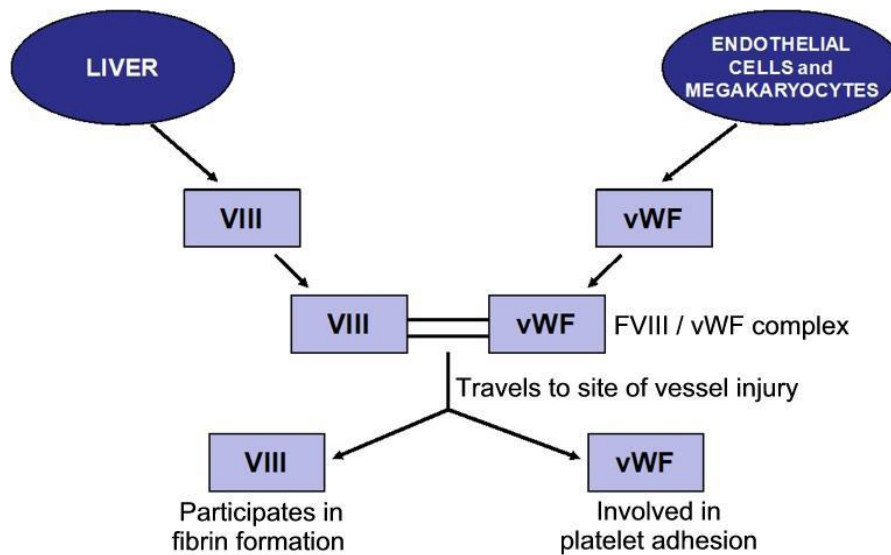 LIVER
ENDOTHELIAL
CELLS and
MEGAKARYOCYTES
VIII
vWF
VIII
vWF
FVIII / vWF complex
Travels to site of vessel injury
VIII
vWF
Participates in
fibrin formation
Involved in
platelet adhesion